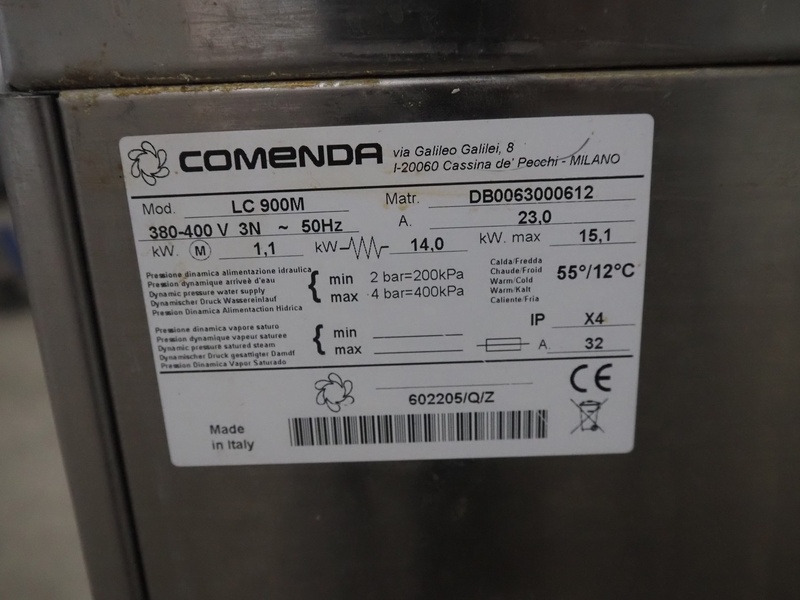 COMENDA via Galileo Galilei, 8
I-20060 Cassina de' Pecchi - MILANO
Mod. LC 900M Matr. DB0063000612
380-400 V 3N ~ 50Hz A. 23,0
kW. M 1,1 kW 14,0 kW. max 15,1
Pressione dinamica alimentazione idraulica
Pression dynamique arriveè d'eau
Dynamic pressure water supply
Dynamischer Druck Wassereinlauf
Pression Dinamica Alimentaction Hidrica
min 2 bar=200kPa
max 4 bar=400kPa
Calda/Fredda
Chaude/Froid
Warm/Cold
Warm/Kalt
Caliente/Fria
55°/12°C
IP X4
Pressione dinamica vapore saturo
Pression dynamique vapeur saturee
Dynamic pressure satured steam
Dynamischer Druck gesattigter Damdf
Pression Dinamica Vapor Saturado
min
max
A. 32
602205/Q/Z
CE
Made
in Italy